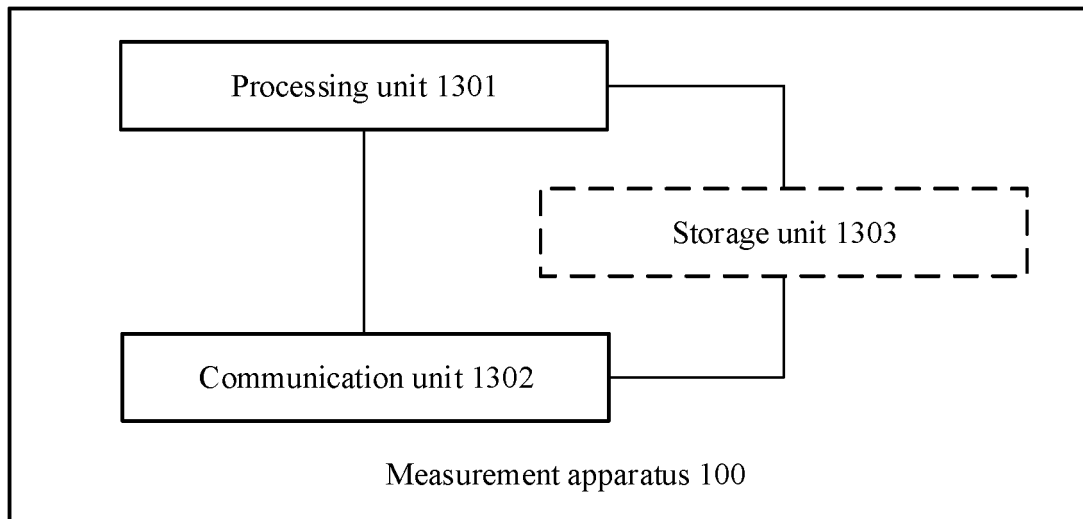 Processing unit 1301
Storage unit 1303
Communication unit 1302
Measurement apparatus 100